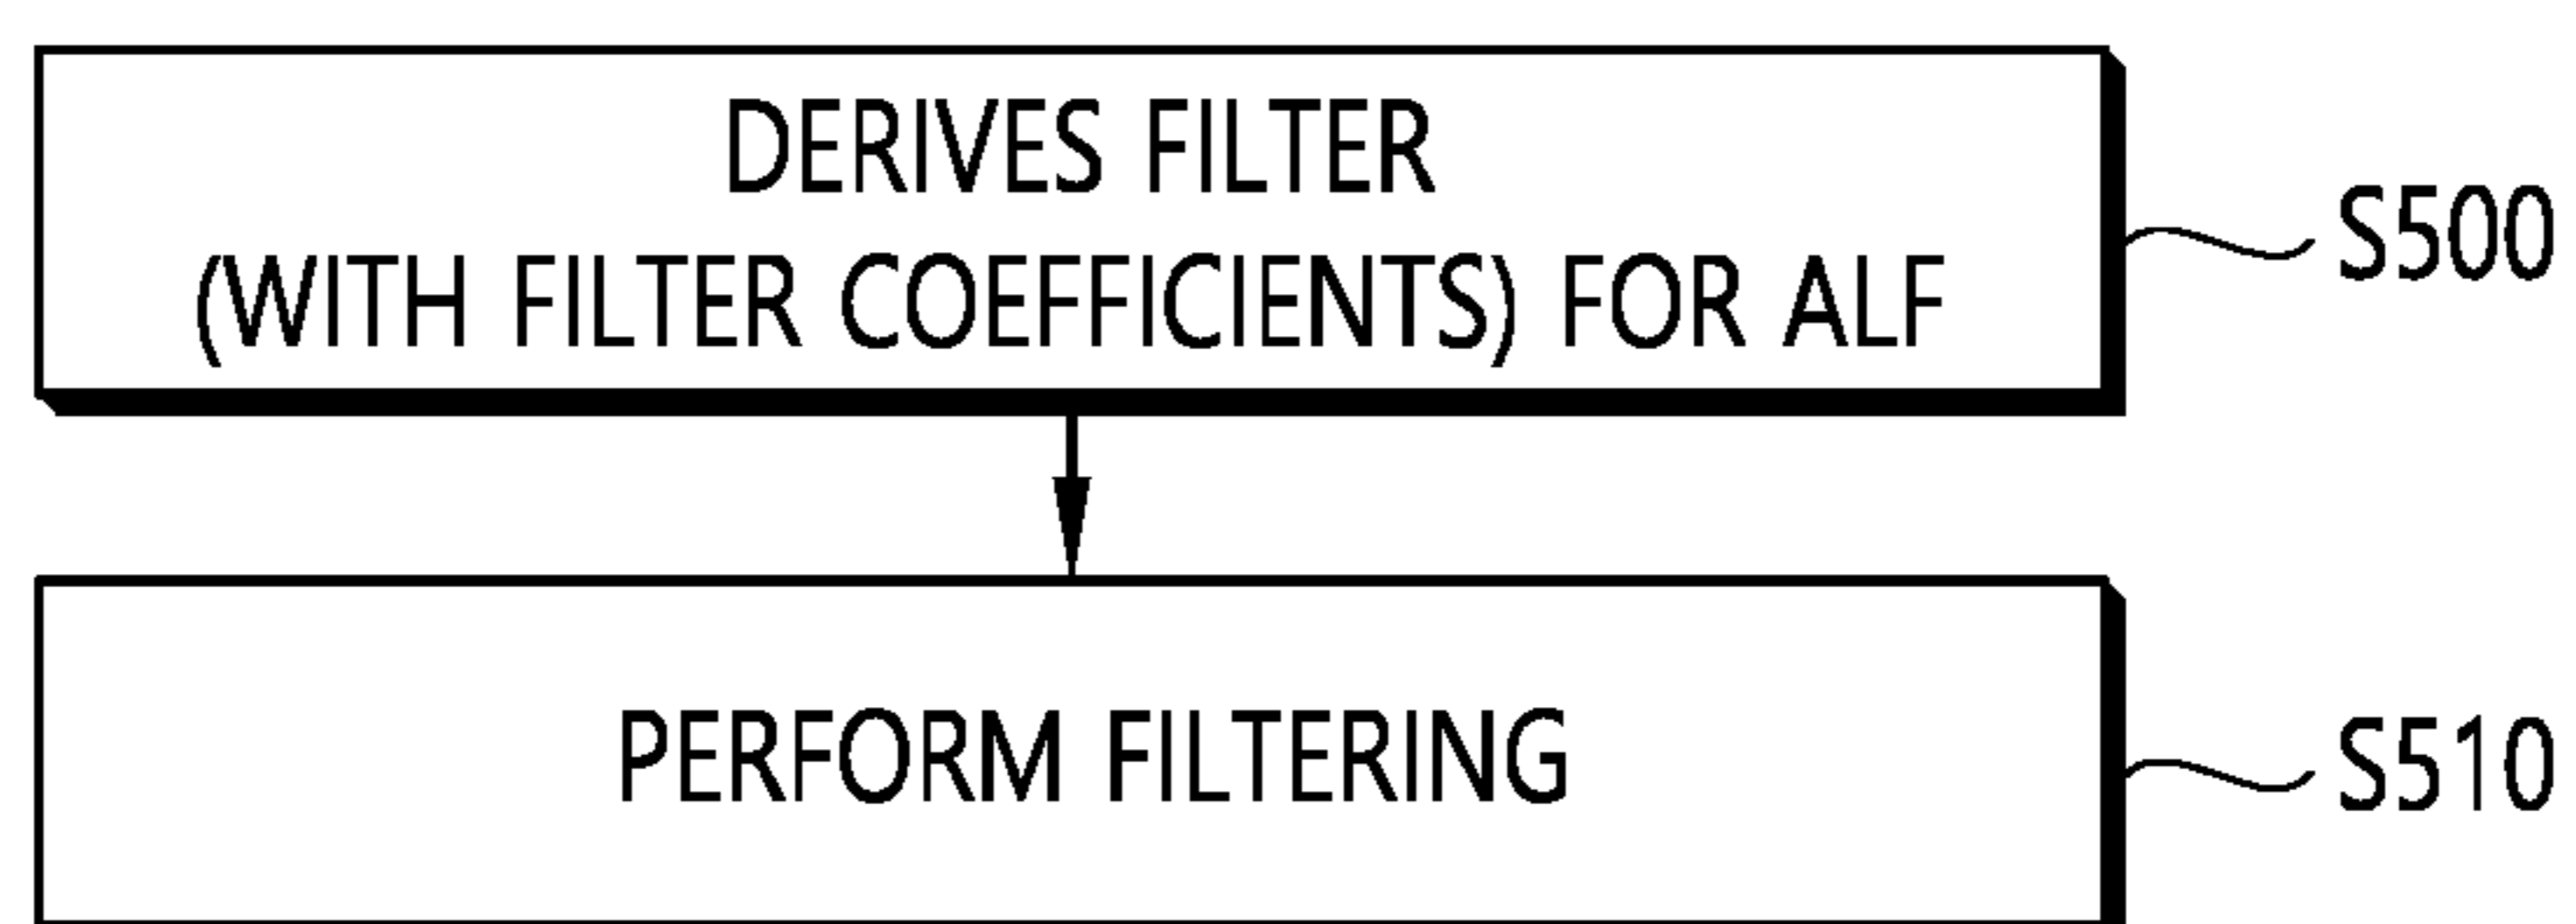 DERIVES FILTER
(WITH FILTER COEFFICIENTS) FOR ALF
S500
PERFORM FILTERING
S510